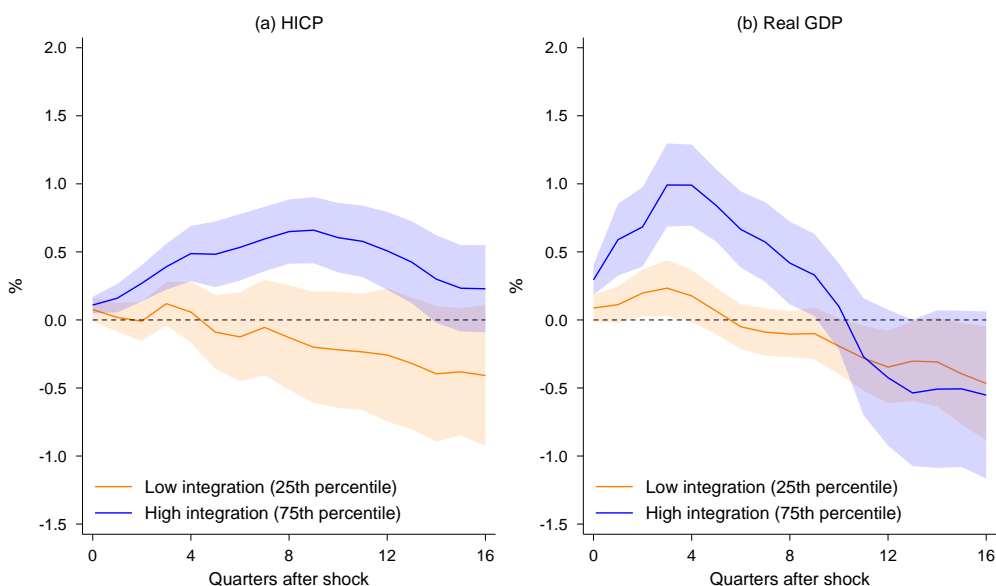 (a) HICP
2.0
1.5
1.0
0.5
0.0
-0.5
-1.0
-1.5
%
Low integration (25th percentile)
High integration (75th percentile)
0 4 8 12 16
Quarters after shock
(b) Real GDP
2.0
1.5
1.0
0.5
0.0
-0.5
-1.0
-1.5
%
Low integration (25th percentile)
High integration (75th percentile)
0 4 8 12 16
Quarters after shock